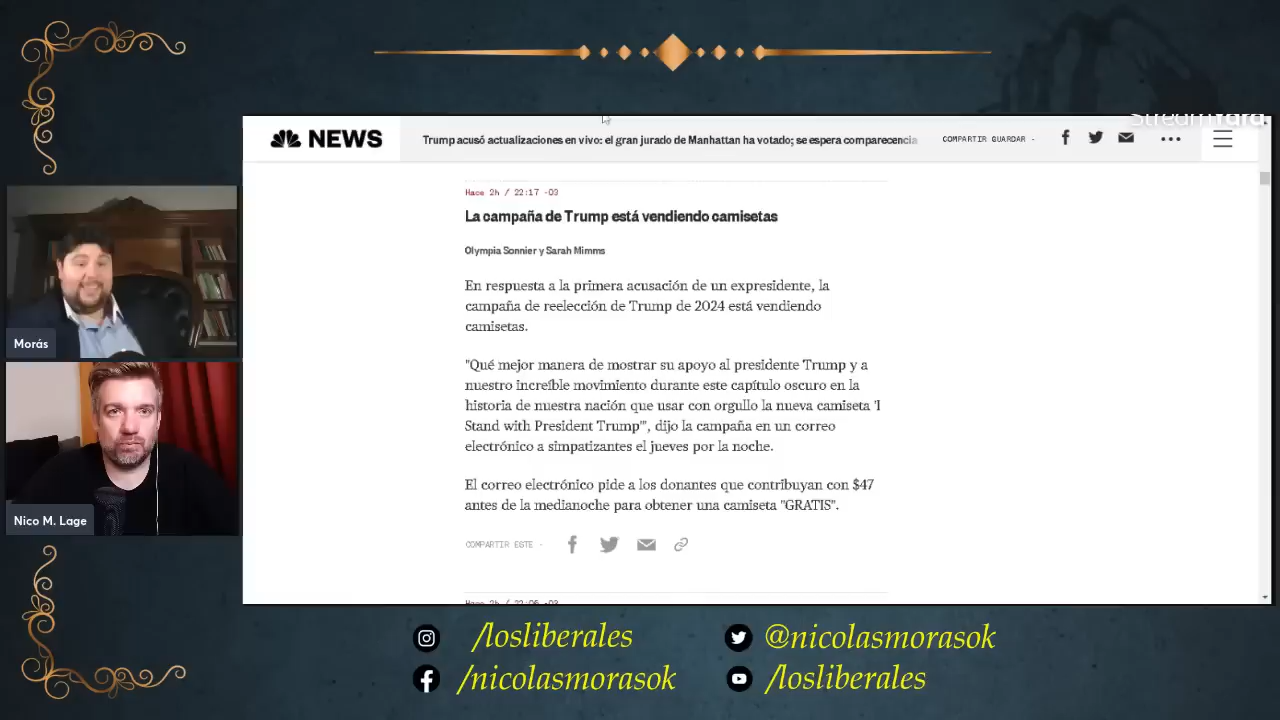 StreamYard
NEWS
Trump acusó actualizaciones en vivo: el gran jurado de Manhattan ha votado; se espera comparecencia
COMPARTIR GUARDAR -
Hace 2h / 22:17 -03
La campaña de Trump está vendiendo camisetas
Olympia Sonnier y Sarah Mimms
En respuesta a la primera acusación de un expresidente, la
campaña de reelección de Trump de 2024 está vendiendo
camisetas.
"Qué mejor manera de mostrar su apoyo al presidente Trump y a
nuestro increíble movimiento durante este capítulo oscuro en la
historia de nuestra nación que usar con orgullo la nueva camiseta 'I
Stand with President Trump'", dijo la campaña en un correo
electrónico a simpatizantes el jueves por la noche.
El correo electrónico pide a los donantes que contribuyan con $47
antes de la medianoche para obtener una camiseta "GRATIS".
COMPARTIR ESTE -
Hace 2h / 22:06 -03
Morás
Nico M. Lage
/losliberales
@nicolasmorasok
/nicolasmorasok
/losliberales